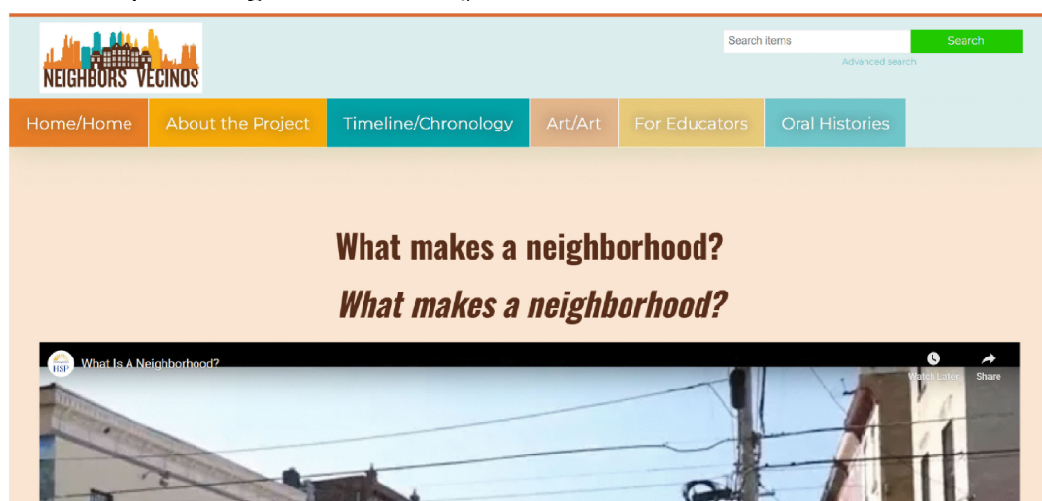 NEIGHBORS VECINOS
Search items
Search
Advanced search
Home/Home
About the Project
Timeline/Chronology
Art/Art
For Educators
Oral Histories
What makes a neighborhood?
What makes a neighborhood?
HSP
What Is A Neighborhood?
Watch Later
Share